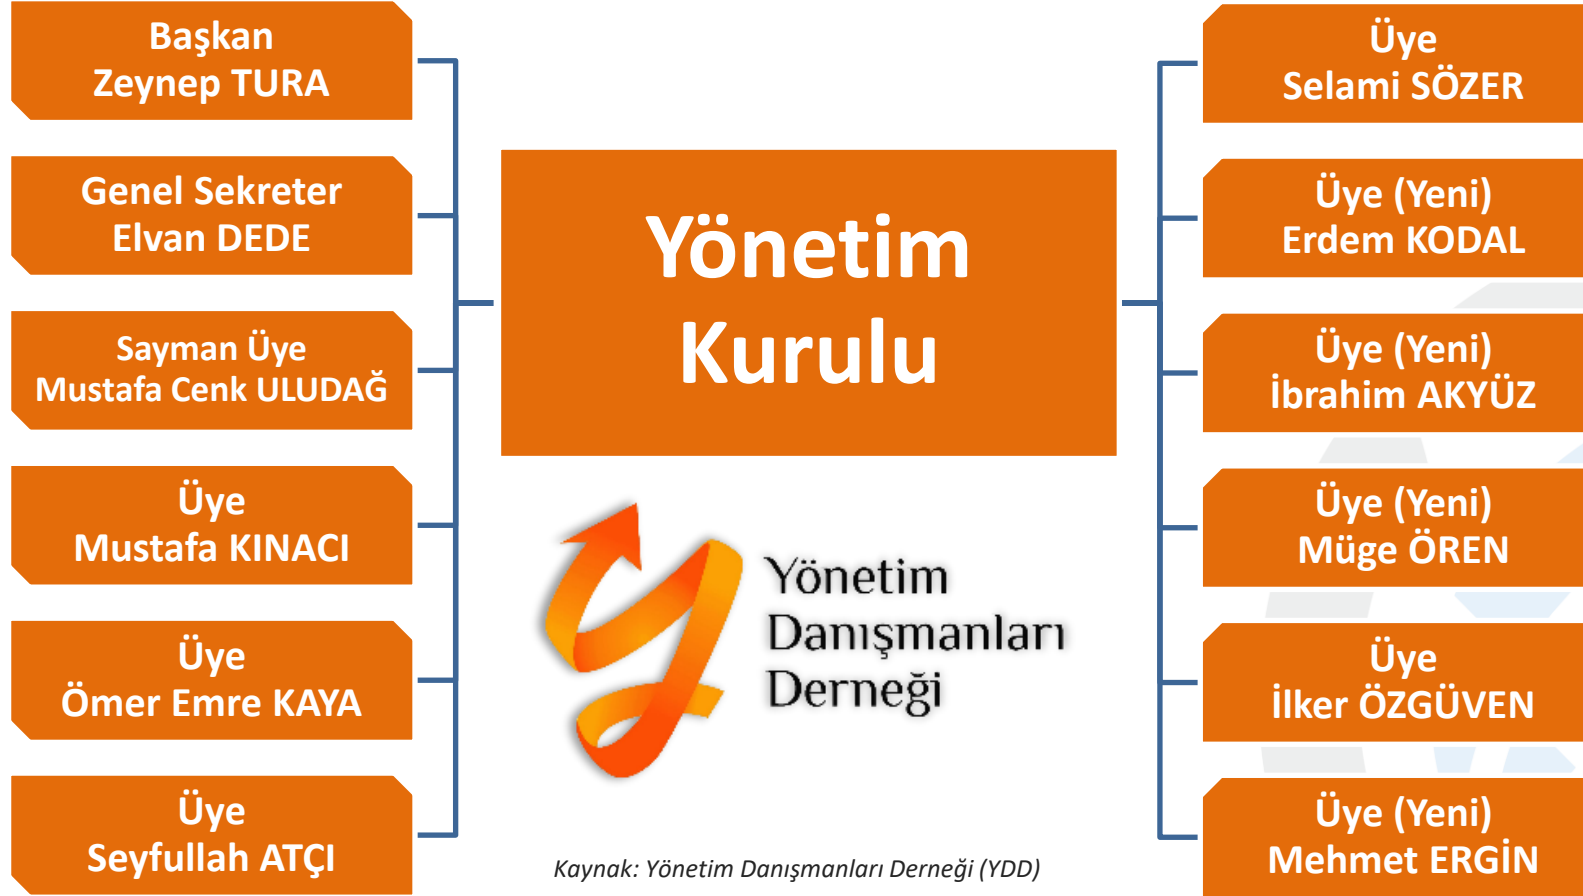 Başkan
Zeynep TURA
Genel Sekreter
Elvan DEDE
Sayman Üye
Mustafa Cenk ULUDAĞ
Üye
Mustafa KINACI
Üye
Ömer Emre KAYA
Üye
Seyfullah ATÇI
Yönetim
Kurulu
Yönetim
Danışmanları
Derneği
Kaynak: Yönetim Danışmanları Derneği (YDD)
Üye
Selami SÖZER
Üye (Yeni)
Erdem KODAL
Üye (Yeni)
İbrahim AKYÜZ
Üye (Yeni)
Müge ÖREN
Üye
İlker ÖZGÜVEN
Üye (Yeni)
Mehmet ERGİN